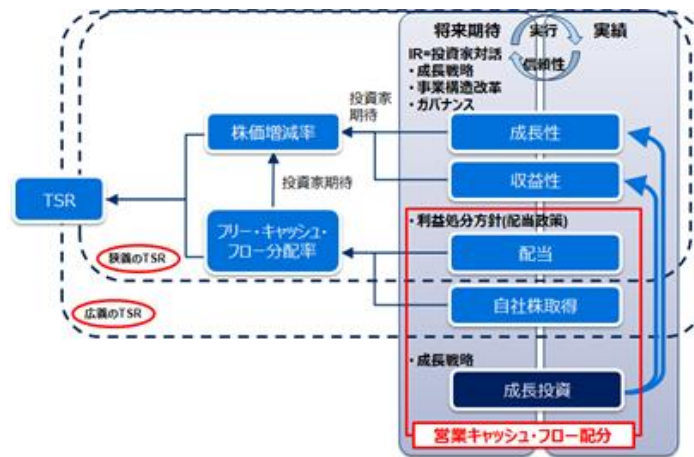 将来期待
実行
実績
信頼性
IR=投資家対話
・成長戦略
・事業構造改革
・ガバナンス
投資家
期待
株価増減率
成長性
投資家期待
収益性
TSR
・利益処分方針(配当政策)
フリー・キャッシュ・
フロー分配率
配当
狭義のTSR
自社株取得
広義のTSR
・成長戦略
成長投資
営業キャッシュ・フロー配分